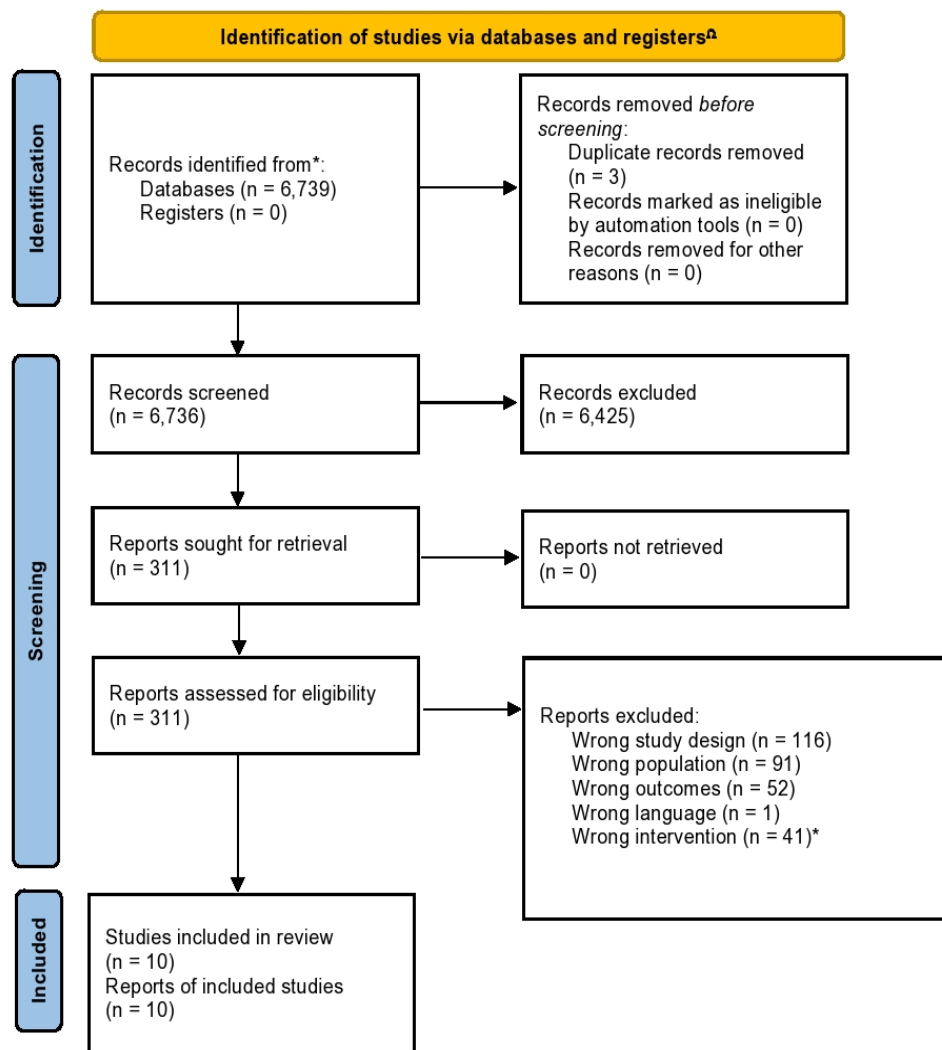 Identification of studies via databases and registersΩ
Identification
Records identified from*:
Databases (n = 6,739)
Registers (n = 0)
Records removed before
screening:
Duplicate records removed
(n = 3)
Records marked as ineligible
by automation tools (n = 0)
Records removed for other
reasons (n = 0)
Screening
Records screened
(n = 6,736)
Records excluded
(n = 6,425)
Reports sought for retrieval
(n = 311)
Reports not retrieved
(n = 0)
Reports assessed for eligibility
(n = 311)
Reports excluded:
Wrong study design (n = 116)
Wrong population (n = 91)
Wrong outcomes (n = 52)
Wrong language (n = 1)
Wrong intervention (n = 41)*
Included
Studies included in review
(n = 10)
Reports of included studies
(n = 10)